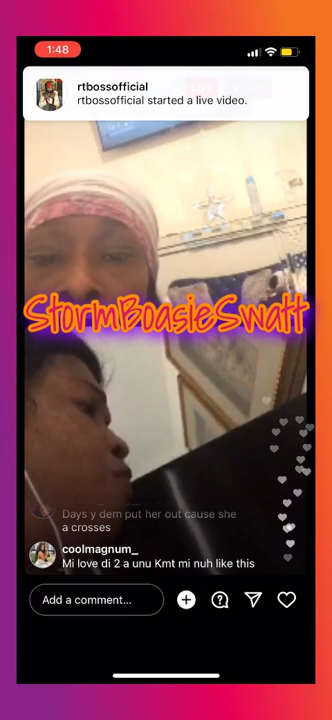 1:48
rtbossofficial
rtbossofficial started a live video.
StormBoasieSwatt
Days y dem put her out cause she
a crosses
coolmagnum_
Mi love di 2 a unu Kmt mi nuh like this
Add a comment...